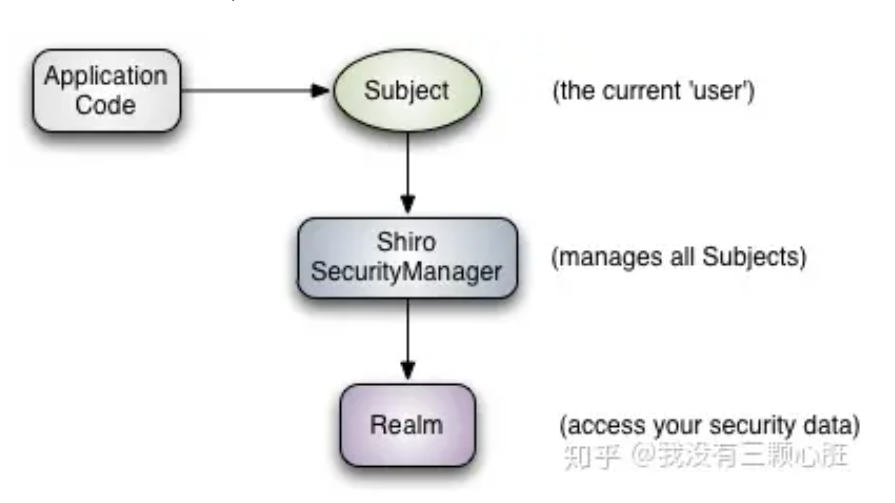 Application
Code
Subject
(the current 'user')
Shiro
SecurityManager
(manages all Subjects)
Realm
(access your security data)
知乎 @我没有三颗心脏